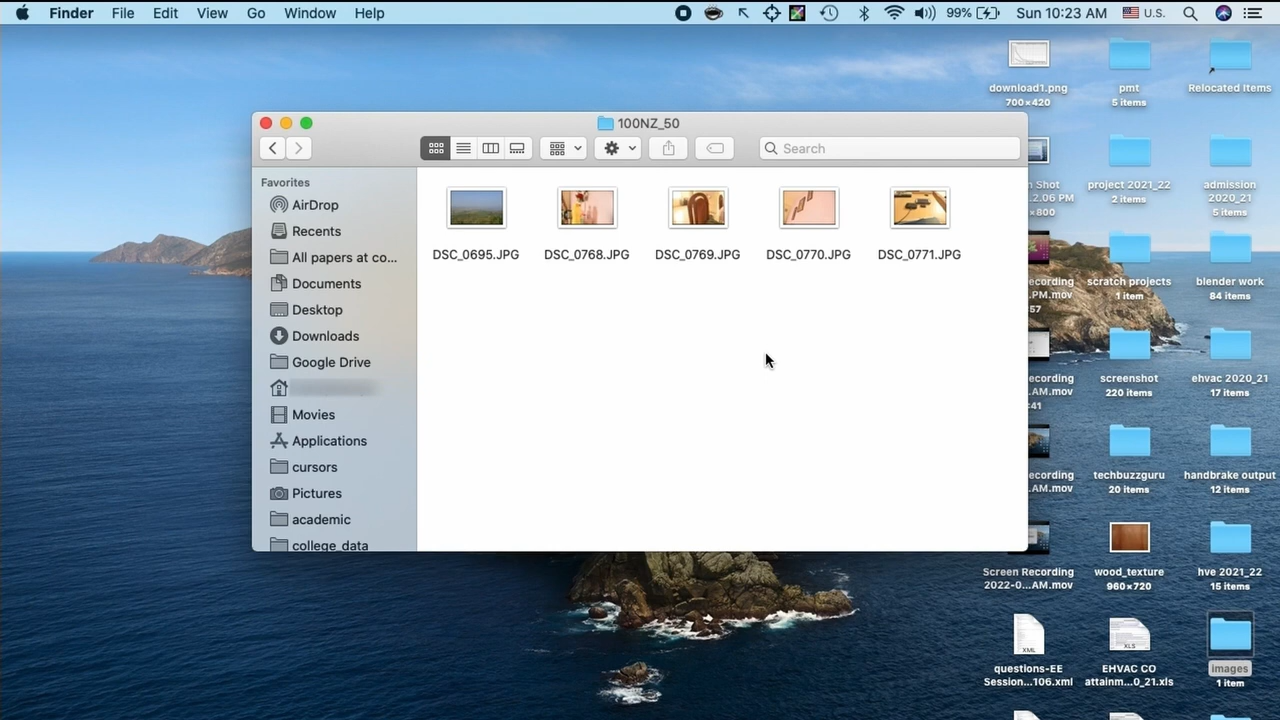 Finder File Edit View Go Window Help 99% Sun 10:23 AM U.S.
100NZ_50
Search
Favorites
AirDrop
Recents
All papers at co...
Documents
Desktop
Downloads
Google Drive
Movies
Applications
cursors
Pictures
academic
college_data
DSC_0695.JPG DSC_0768.JPG DSC_0769.JPG DSC_0770.JPG DSC_0771.JPG
download1.png
700×420
pmt
5 items
Relocated Items
Shot
2.06 PM
×800
project 2021_22
2 items
admission
2020_21
5 items
ecording
.PM.mov
57
scratch projects
1 item
blender work
84 items
ecording
.AM.mov
:41
screenshot
220 items
ehvac 2020_21
17 items
ecording
.AM.mov
techbuzzguru
20 items
handbrake output
12 items
Screen Recording
2022-0...AM.mov
wood_texture
960×720
hve 2021_22
15 items
XML
questions-EE
Session...106.xml
XLS
EHVAC CO
attainm...0_21.xls
images
1 item